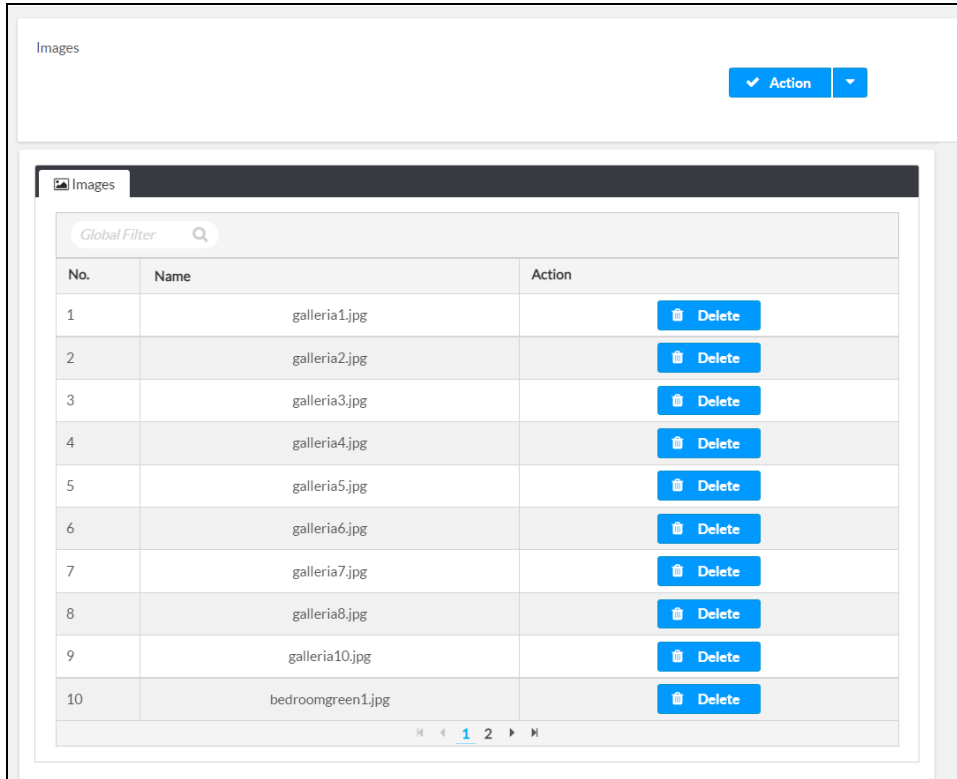 Images
Action
Images
Global Filter
No. Name Action
1 galleria1.jpg Delete
2 galleria2.jpg Delete
3 galleria3.jpg Delete
4 galleria4.jpg Delete
5 galleria5.jpg Delete
6 galleria6.jpg Delete
7 galleria7.jpg Delete
8 galleria8.jpg Delete
9 galleria10.jpg Delete
10 bedroomgreen1.jpg Delete
1 2